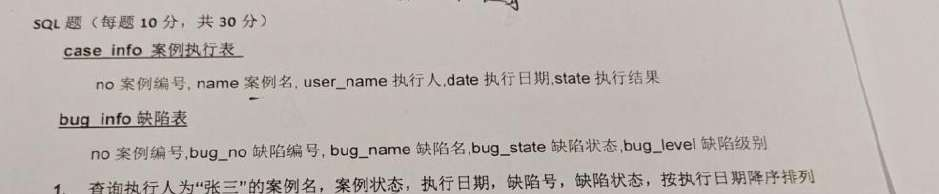 SQL 题（每题 10 分，共 30 分）
case_info 案例执行表
no 案例编号, name 案例名, user_name 执行人,date 执行日期,state 执行结果
bug_info 缺陷表
no 案例编号,bug_no 缺陷编号, bug_name 缺陷名,bug_state 缺陷状态,bug_level 缺陷级别
1. 查询执行人为“张三”的案例名，案例状态，执行日期，缺陷号，缺陷状态，按执行日期降序排列